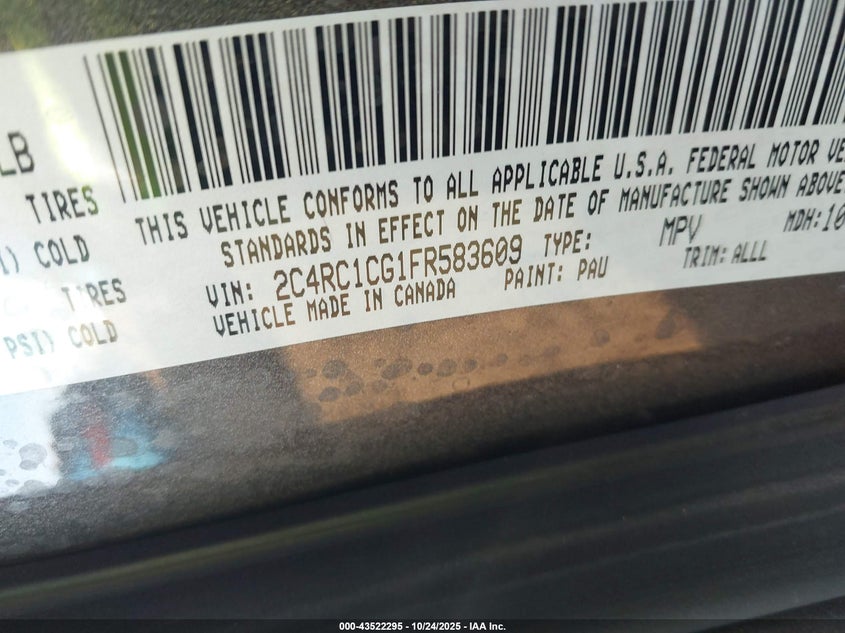 LB
TIRES
I) COLD
TIRES
PSI) COLD
THIS VEHICLE CONFORMS TO ALL APPLICABLE U.S.A. FEDERAL MOTOR VE
STANDARDS IN EFFECT ON THE DATE OF MANUFACTURE SHOWN ABOVE
VIN: 2C4RC1CG1FR583609 TYPE: MPV MDH:10
VEHICLE MADE IN CANADA PAINT: PAU TRIM: ALLL
000-43522295 - 10/24/2025 - IAA Inc.